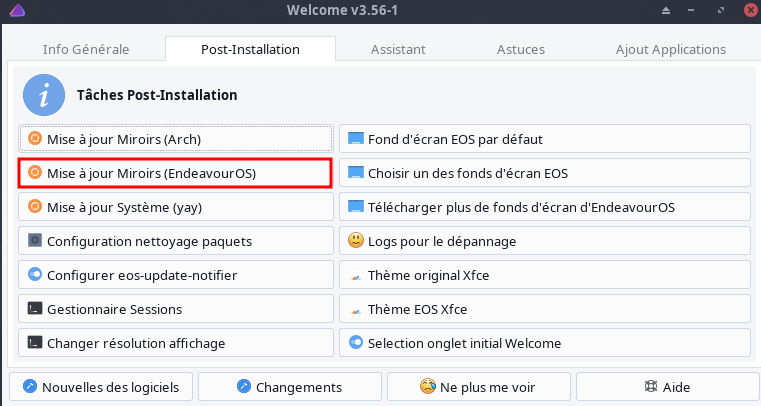 Welcome v3.56-1
Info Générale Post-Installation Assistant Astuces Ajout Applications
Tâches Post-Installation
Mise à jour Miroirs (Arch) Fond d'écran EOS par défaut
Mise à jour Miroirs (EndeavourOS) Choisir un des fonds d'écran EOS
Mise à jour Système (yay) Télécharger plus de fonds d'écran d'EndeavourOS
Configuration nettoyage paquets Logs pour le dépannage
Configurer eos-update-notifier Thème original Xfce
Gestionnaire Sessions Thème EOS Xfce
Changer résolution affichage Selection onglet initial Welcome
Nouvelles des logiciels Changements Ne plus me voir Aide